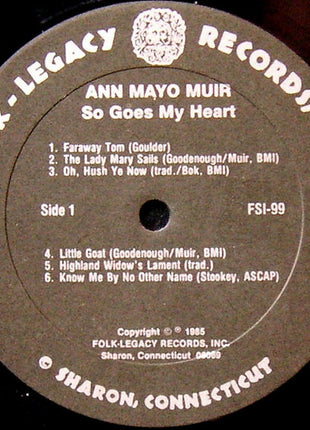 K - LEGACY RECORDS,
ANN MAYO MUIR
So Goes My Heart
1. Faraway Tom (Goulder)
2. The Lady Mary Sails (Goodenough/Muir, BMI)
3. Oh, Hush Ye Now (trad./Bok, BMI)
Side 1
FSI-99
4. Little Goat (Goodenough/Muir, BMI)
5. Highland Widow's Lament (trad.)
6. Know Me By No Other Name (Stookey, ASCAP)
Copyright © ℗ 1985
FOLK-LEGACY RECORDS, INC.
Sharon, Connecticut 06069
© SHARON, CONNECTICUT